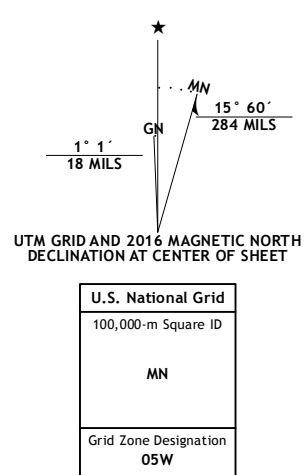 ★
MN
15° 60´
284 MILS
GN
1° 1´
18 MILS
UTM GRID AND 2016 MAGNETIC NORTH
DECLINATION AT CENTER OF SHEET
U.S. National Grid
100,000-m Square ID
MN
Grid Zone Designation
05W